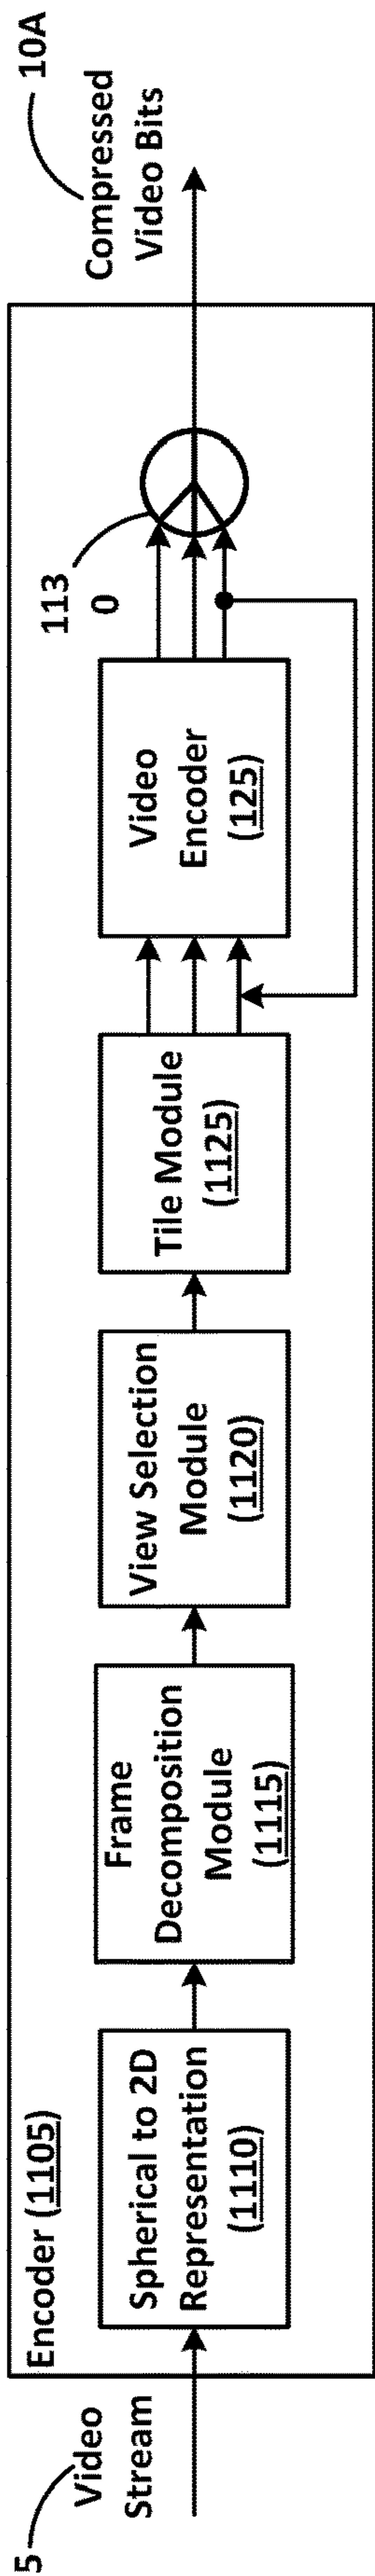 5
Video
Stream
Encoder (1105)
Spherical to 2D
Representation
(1110)
Frame
Decomposition
Module
(1115)
View Selection
Module
(1120)
Tile Module
(1125)
Video
Encoder
(125)
113
0
10A
Compressed
Video Bits